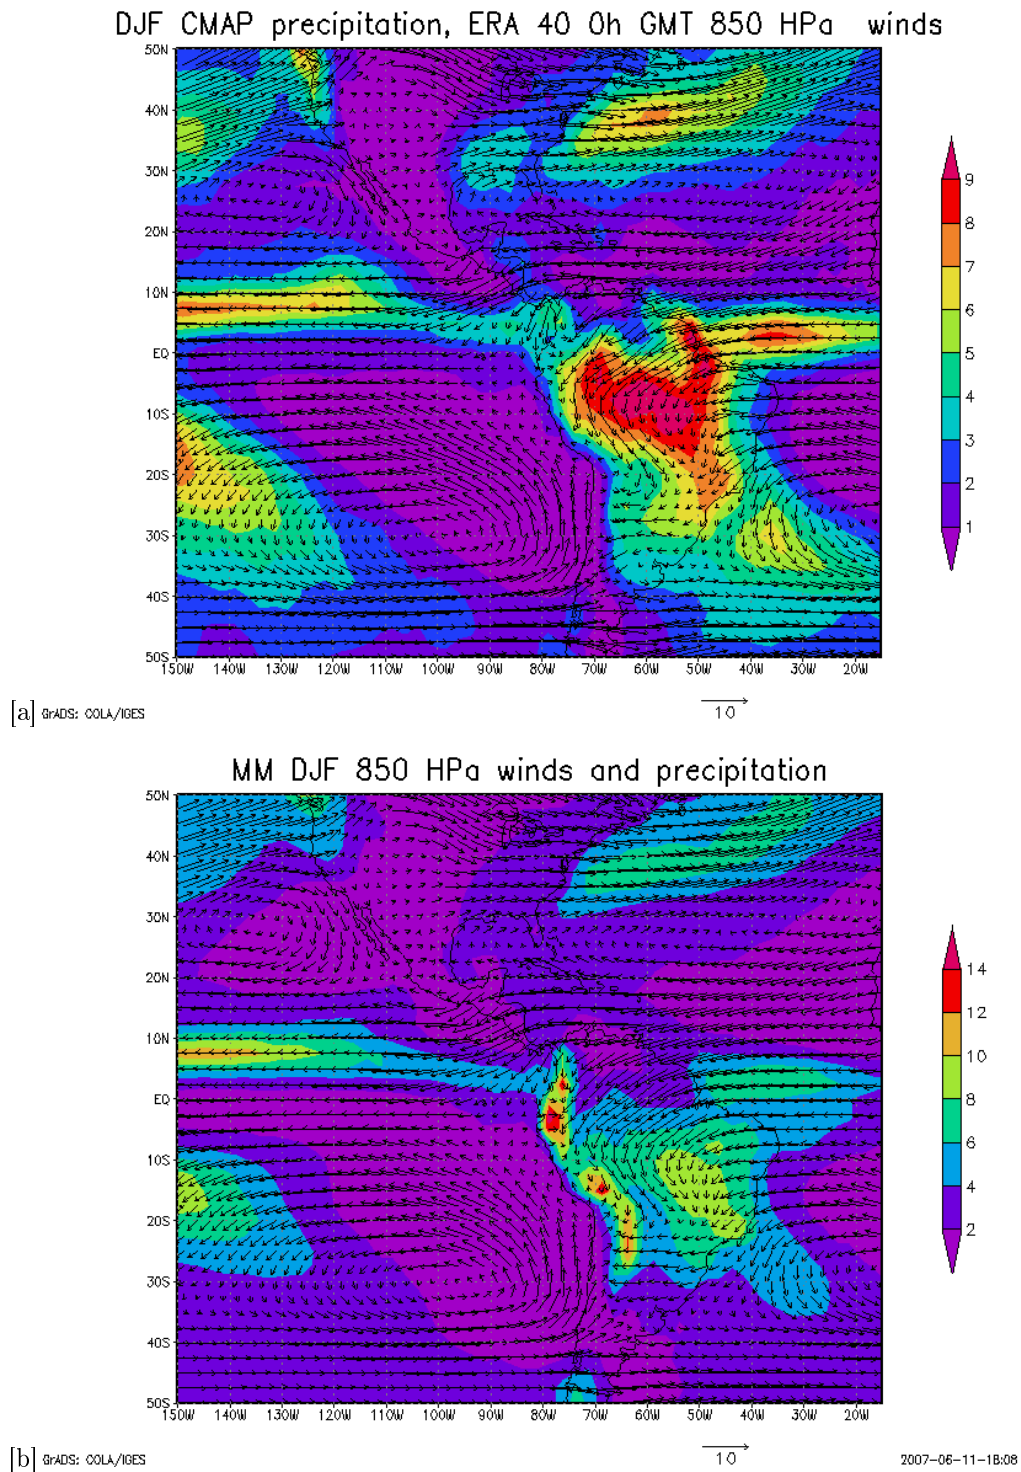 DJF CMAP precipitation, ERA 40 0h GMT 850 HPa winds
50N
40N
30N
20N
10N
EQ
10S
20S
30S
40S
50S
150W 140W 130W 120W 110W 100W 90W 80W 70W 60W 50W 40W 30W 20W
9
8
7
6
5
4
3
2
1
10
[a] GrADS: COLA/IGES
MM DJF 850 HPa winds and precipitation
50N
40N
30N
20N
10N
EQ
10S
20S
30S
40S
50S
150W 140W 130W 120W 110W 100W 90W 80W 70W 60W 50W 40W 30W 20W
14
12
10
8
6
4
2
10
[b] GrADS: COLA/IGES
2007-06-11-18:08